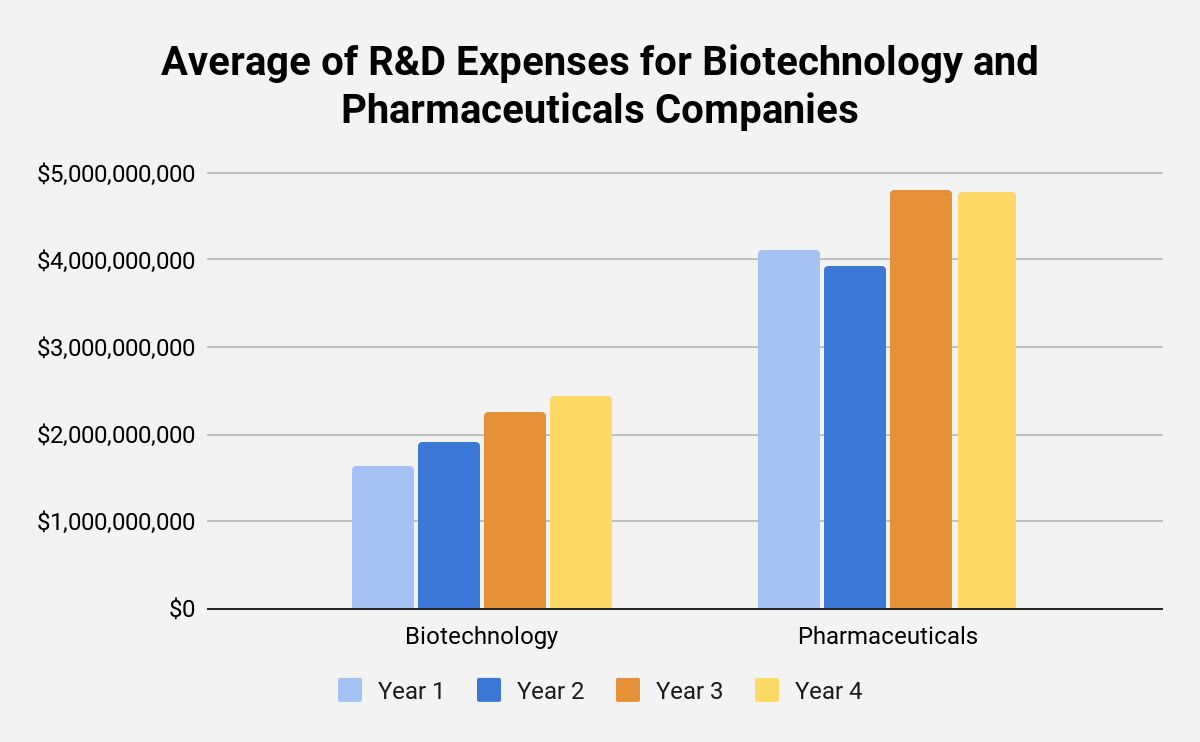 Average of R&D Expenses for Biotechnology and
Pharmaceuticals Companies
$5,000,000,000
$4,000,000,000
$3,000,000,000
$2,000,000,000
$1,000,000,000
$0
Biotechnology
Pharmaceuticals
Year 1
Year 2
Year 3
Year 4